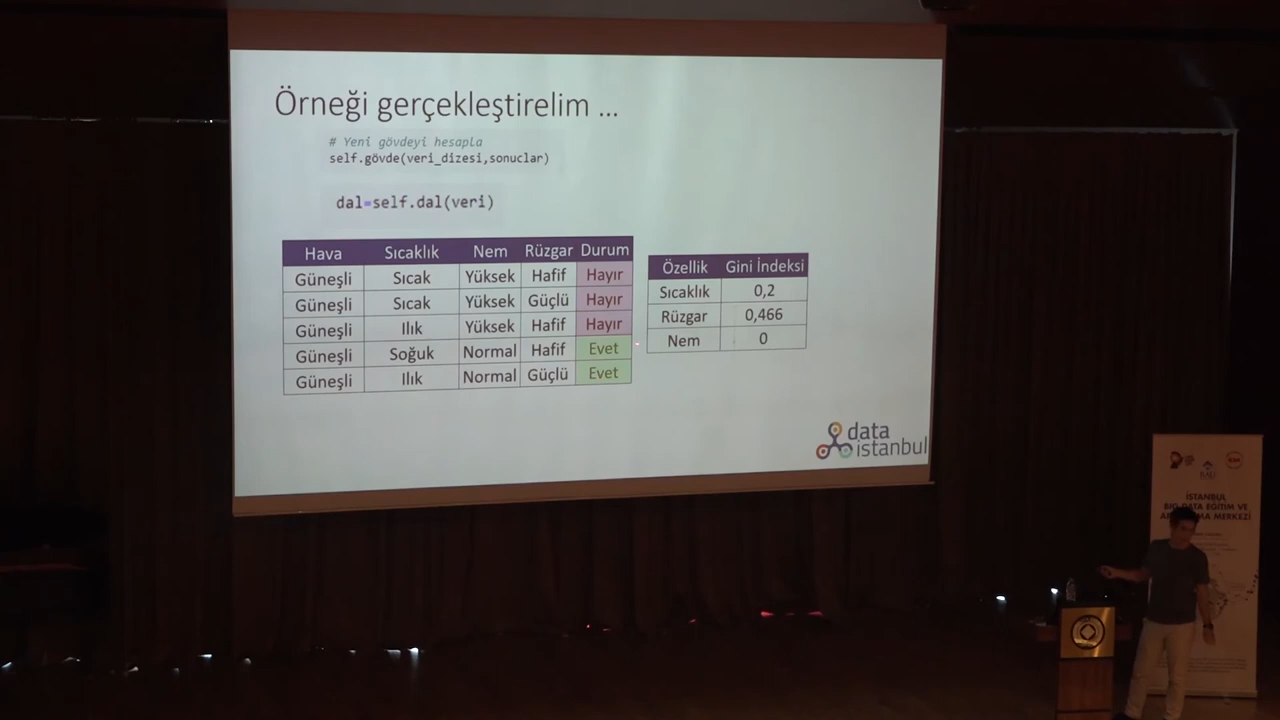 Örneği gerçekleştirelim ...
# Yeni gövdeyi hesapla
self.gövde(veri_dizesi,sonuclar)
dal=self.dal(veri)
Hava Sıcaklık Nem Rüzgar Durum
Güneşli Sıcak Yüksek Hafif Hayır
Güneşli Sıcak Yüksek Güçlü Hayır
Güneşli Ilık Yüksek Hafif Hayır
Güneşli Soğuk Normal Hafif Evet
Güneşli Ilık Normal Güçlü Evet
Özellik Gini İndeksi
Sıcaklık 0,2
Rüzgar 0,466
Nem 0
data
istanbul
İSTANBUL
BIG DATA EĞİTİM VE
MERKEZİ